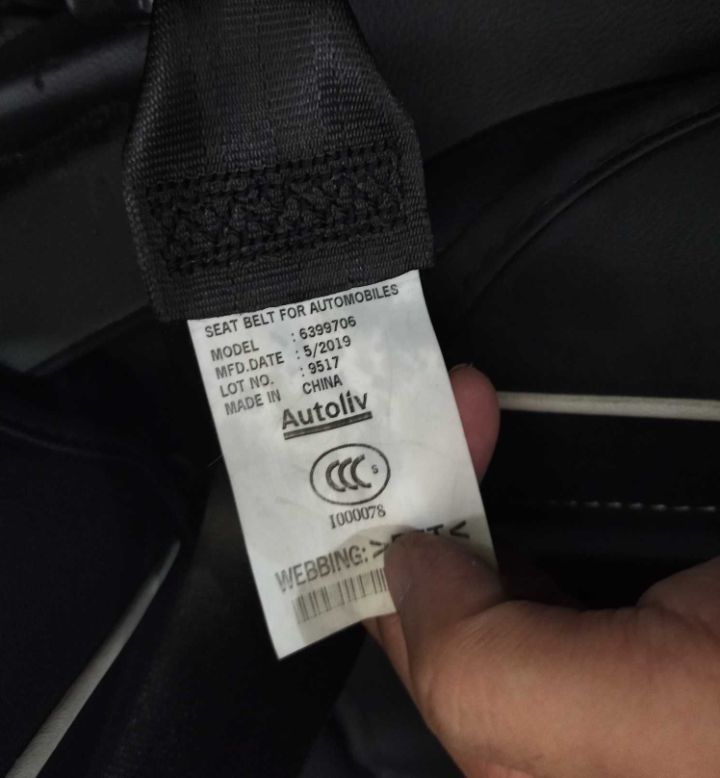 SEAT BELT FOR AUTOMOBILES
MODEL : 6399706
MFD.DATE : 5/2019
LOT NO. : 9517
MADE IN CHINA
Autoliv
CCC S
I000078
WEBBING: